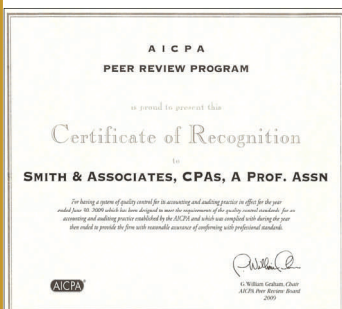 AICPA
PEER REVIEW PROGRAM
is proud to present this
Certificate of Recognition
to
SMITH & ASSOCIATES, CPAS, A PROF. ASSN
For having a system of quality control for its accounting and auditing practice in effect for the year
ended June 30, 2009 which has been designed to meet the requirements of the quality control standards for an
accounting and auditing practice established by the AICPA and which was complied with during the year
then ended to provide the firm with reasonable assurance of conforming with professional standards.
G. William Graham, Chair
AICPA Peer Review Board
2009
AICPA